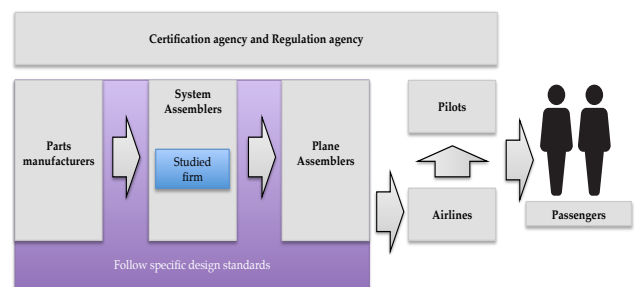 Certification agency and Regulation agency
Parts
manufacturers
System
Assemblers
Studied
firm
Plane
Assemblers
Pilots
Airlines
Passengers
Follow specific design standards